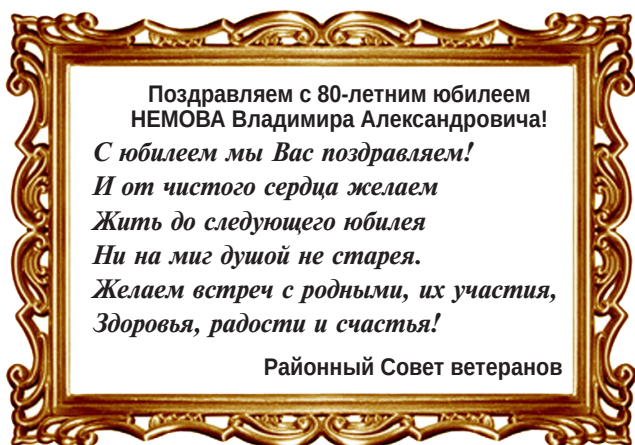 Поздравляем с 80-летним юбилеем
НЕМОВА Владимира Александровича!
С юбилеем мы Вас поздравляем!
И от чистого сердца желаем
Жить до следующего юбилея
Ни на миг душой не старея.
Желаем встреч с родными, их участия,
Здоровья, радости и счастья!
Районный Совет ветеранов